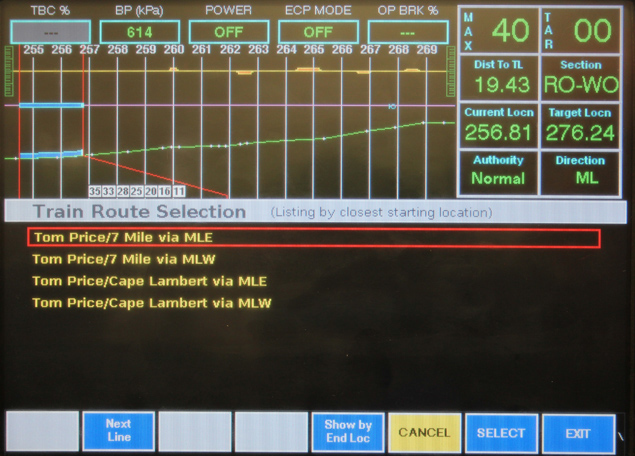 TBC % BP (kPa) POWER ECP MODE OP BRK %
--- 614 OFF OFF ---
255 256 257 258 259 260 261 262 263 264 265 266 267 268 269
35 33 28 25 20 16 11
MAX 40 TAR 00
Dist To TL Section
19.43 RO-WO
Current Locn Target Locn
256.81 276.24
Authority Direction
Normal ML
Train Route Selection (Listing by closest starting location)
Tom Price/7 Mile via MLE
Tom Price/7 Mile via MLW
Tom Price/Cape Lambert via MLE
Tom Price/Cape Lambert via MLW
Next Line Show by End Loc CANCEL SELECT EXIT